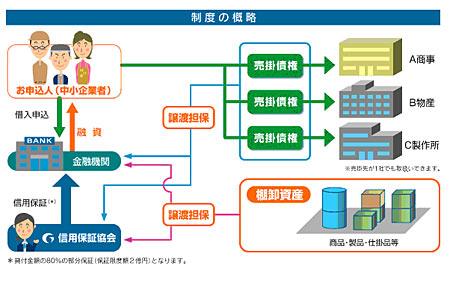 制度の概略
お申込人(中小企業者)
売掛債権
A商事
借入申込
融資
譲渡担保
売掛債権
B物産
BANK
金融機関
売掛債権
C製作所
※売掛先が1社でも取扱いできます。
信用保証(*)
譲渡担保
棚卸資産
信用保証協会
商品・製品・仕掛品等
*貸付金額の80%の部分保証(保証限度額2億円)となります。